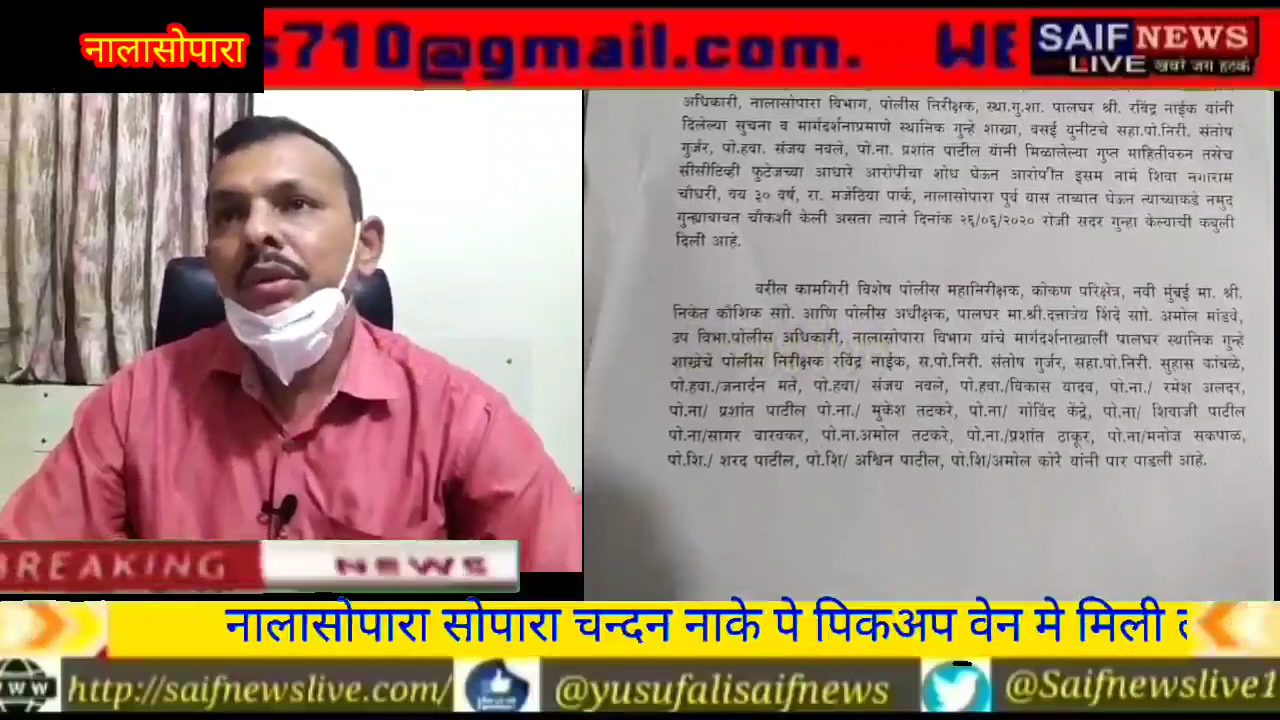 नालासोपारा
s710@gmail.com. WE
SAIF NEWS
LIVE खबरें जरा हटके
अधिकारी, नालासोपारा विभाग, पोलीस निरीक्षक, स्था.गु.शा. पालघर श्री. रविंद्र नाईक यांनी
दिलेल्या सुचना व मार्गदर्शनाप्रमाणे स्थानिक गुन्हे शाखा, वसई युनीटचे सहा.पो.निरी. संतोष
गुर्जर, पो.हवा. संजय नवले, पो.ना. प्रशांत पाटील यांनी मिळालेल्या गुप्त माहितीवरुन तसेच
सीसीटिव्ही फुटेजच्या आधारे आरोपीचा शोध घेऊन आरोपीत इसम नामे शिवा नगाराम
चौधरी, वय ३० वर्ष, रा. मजेठिया पार्क, नालासोपारा पुर्व यास ताब्यात घेऊन त्याच्याकडे नमुद
गुन्ह्याबाबत चौकशी केली असता त्याने दिनांक २६/०६/२०२० रोजी सदर गुन्हा केल्याची कबुली
दिली आहे.
वरील कामगिरी विशेष पोलीस महानिरीक्षक, कोकण परिक्षेत्र, नवी मुंबई मा. श्री.
निकेत कौशिक साो. आणि पोलीस अधीक्षक, पालघर मा.श्री.दत्तात्रेय शिंदे साो. अमोल मांडवे,
उप विभा.पोलीस अधिकारी, नालासोपारा विभाग यांचे मार्गदर्शनाखाली पालघर स्थानिक गुन्हे
शाखेचे पोलीस निरीक्षक रविंद्र नाईक, स.पो.निरी. संतोष गुर्जर, सहा.पो.निरी. सुहास कांबळे,
पो.हवा./जनार्दन मते, पो.हवा/ संजय नवले, पो.हवा./विकास यादव, पो.ना./ रमेश अलदर,
पो.ना/ प्रशांत पाटील पो.ना./ मुकेश तटकरे, पो.ना/ गोविंद केंद्रे, पो.ना/ शिवाजी पाटील
पो.ना/सागर बारवकर, पो.ना.अमोल तटकरे, पो.ना./प्रशांत ठाकूर, पो.ना/मनोज सकपाळ,
पो.शि./ शरद पाटील, पो.शि/ अश्विन पाटील, पो.शि/अमोल कोरे यांनी पार पाडली आहे.
BREAKING NEWS
नालासोपारा सोपारा चन्दन नाके पे पिकअप वेन मे मिली
WW http://saifnewslive.com/ @yusufalisaifnews @Saifnewslive1